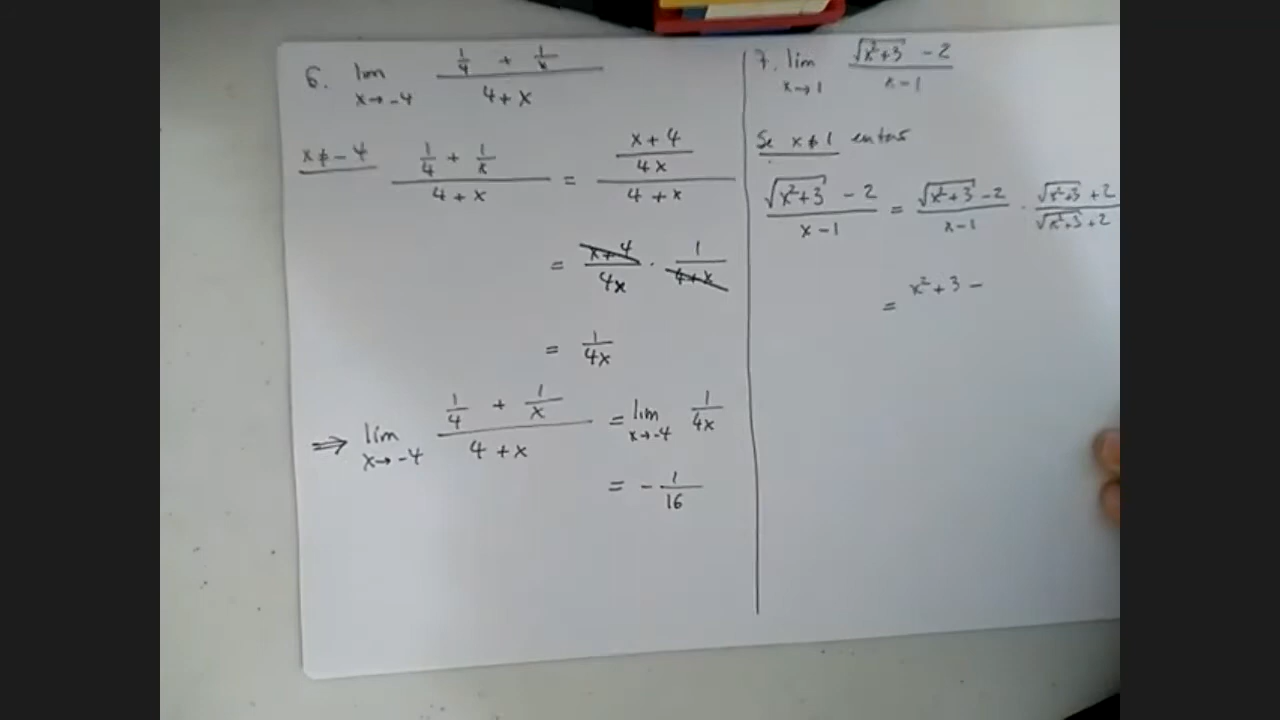 6. lim x→-4 (1/4 + 1/x)/(4+x)
x≠-4 (1/4 + 1/x)/(4+x) = ((x+4)/(4x))/(4+x)
= (x+4)/(4x) · 1/(4+x)
= 1/(4x)
⇒ lim x→-4 (1/4 + 1/x)/(4+x) = lim x→-4 1/(4x)
= -1/16
7. lim x→1 (√(x²+3) - 2)/(x-1)
Se x≠1 entao
(√(x²+3) - 2)/(x-1) = (√(x²+3) - 2)/(x-1) · (√(x²+3) + 2)/(√(x²+3) + 2)
= x²+3 -